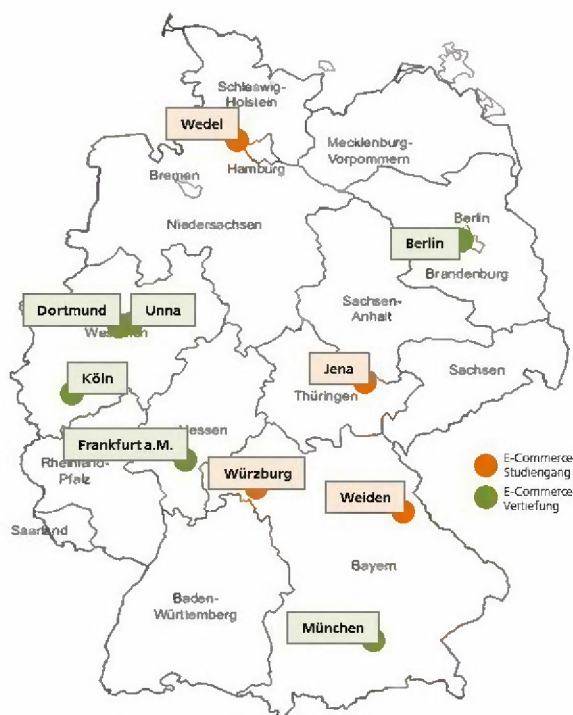 Schleswig-
Holstein
Wedel
Mecklenburg-
Vorpommern
Hamburg
Bremen
Niedersachsen
Berlin
Berlin
Brandenburg
Dortmund
Unna
Sachsen-
Anhalt
Köln
Jena
Sachsen
Thüringen
Frankfurt a.M.
Rheinland-
Pfalz
Würzburg
Weiden
E-Commerce
Studiengang
E-Commerce
Vertiefung
Saarland
Bayern
Baden-
Württemberg
München